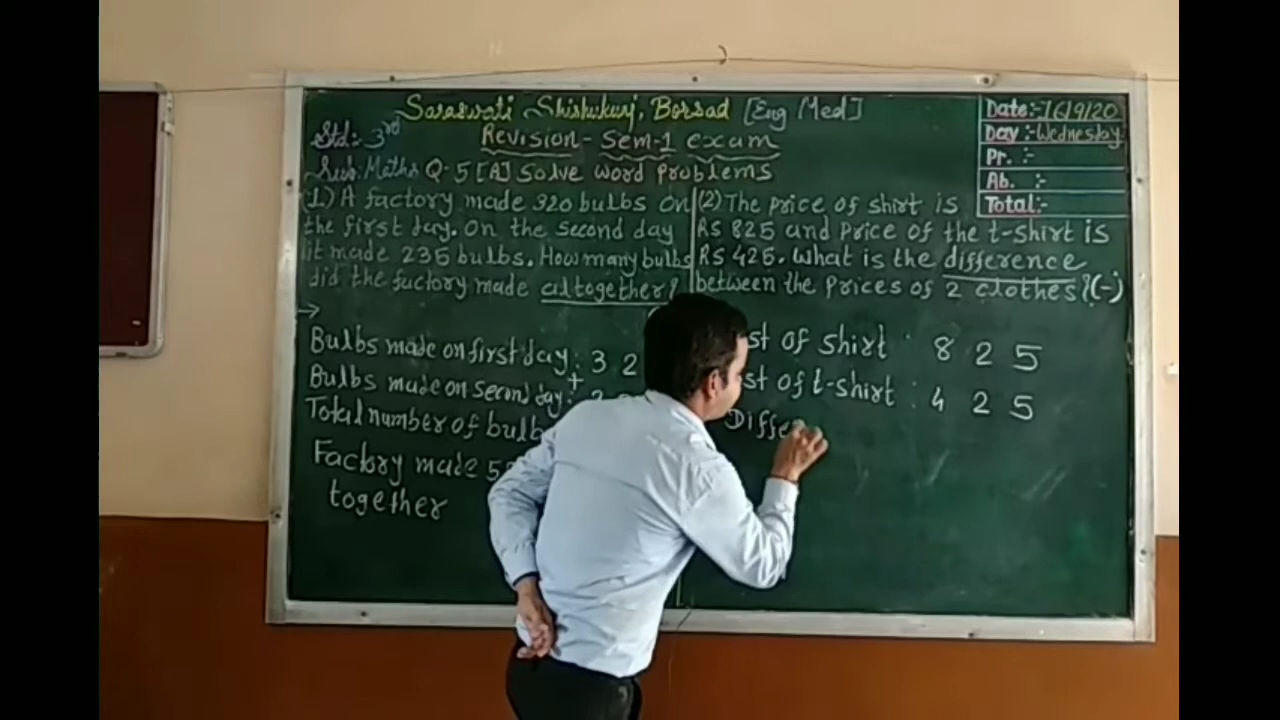 Saraswati Shishukunj, Borsad [Eng Med]
Std:- 3rd
Revision - Sem-1 exam
Sub: Maths Q-5 [A] Solve word problems
Date:- 16/9/20
Day:- Wednesday
Pr. :-
Ab. :-
Total:-
(1) A factory made 320 bulbs on
the first day. On the second day
it made 235 bulbs. How many bulbs
did the factory made altogether?
→
Bulbs made on first day : 3 2
+
Bulbs made on second day :
Total number of bulb
Factory made 5
together
(2) The price of shirt is
RS 825 and price of the t-shirt is
RS 425. What is the difference
between the prices of 2 clothes? (-)
st of shirt : 8 2 5
st of t-shirt : 4 2 5
Diffe